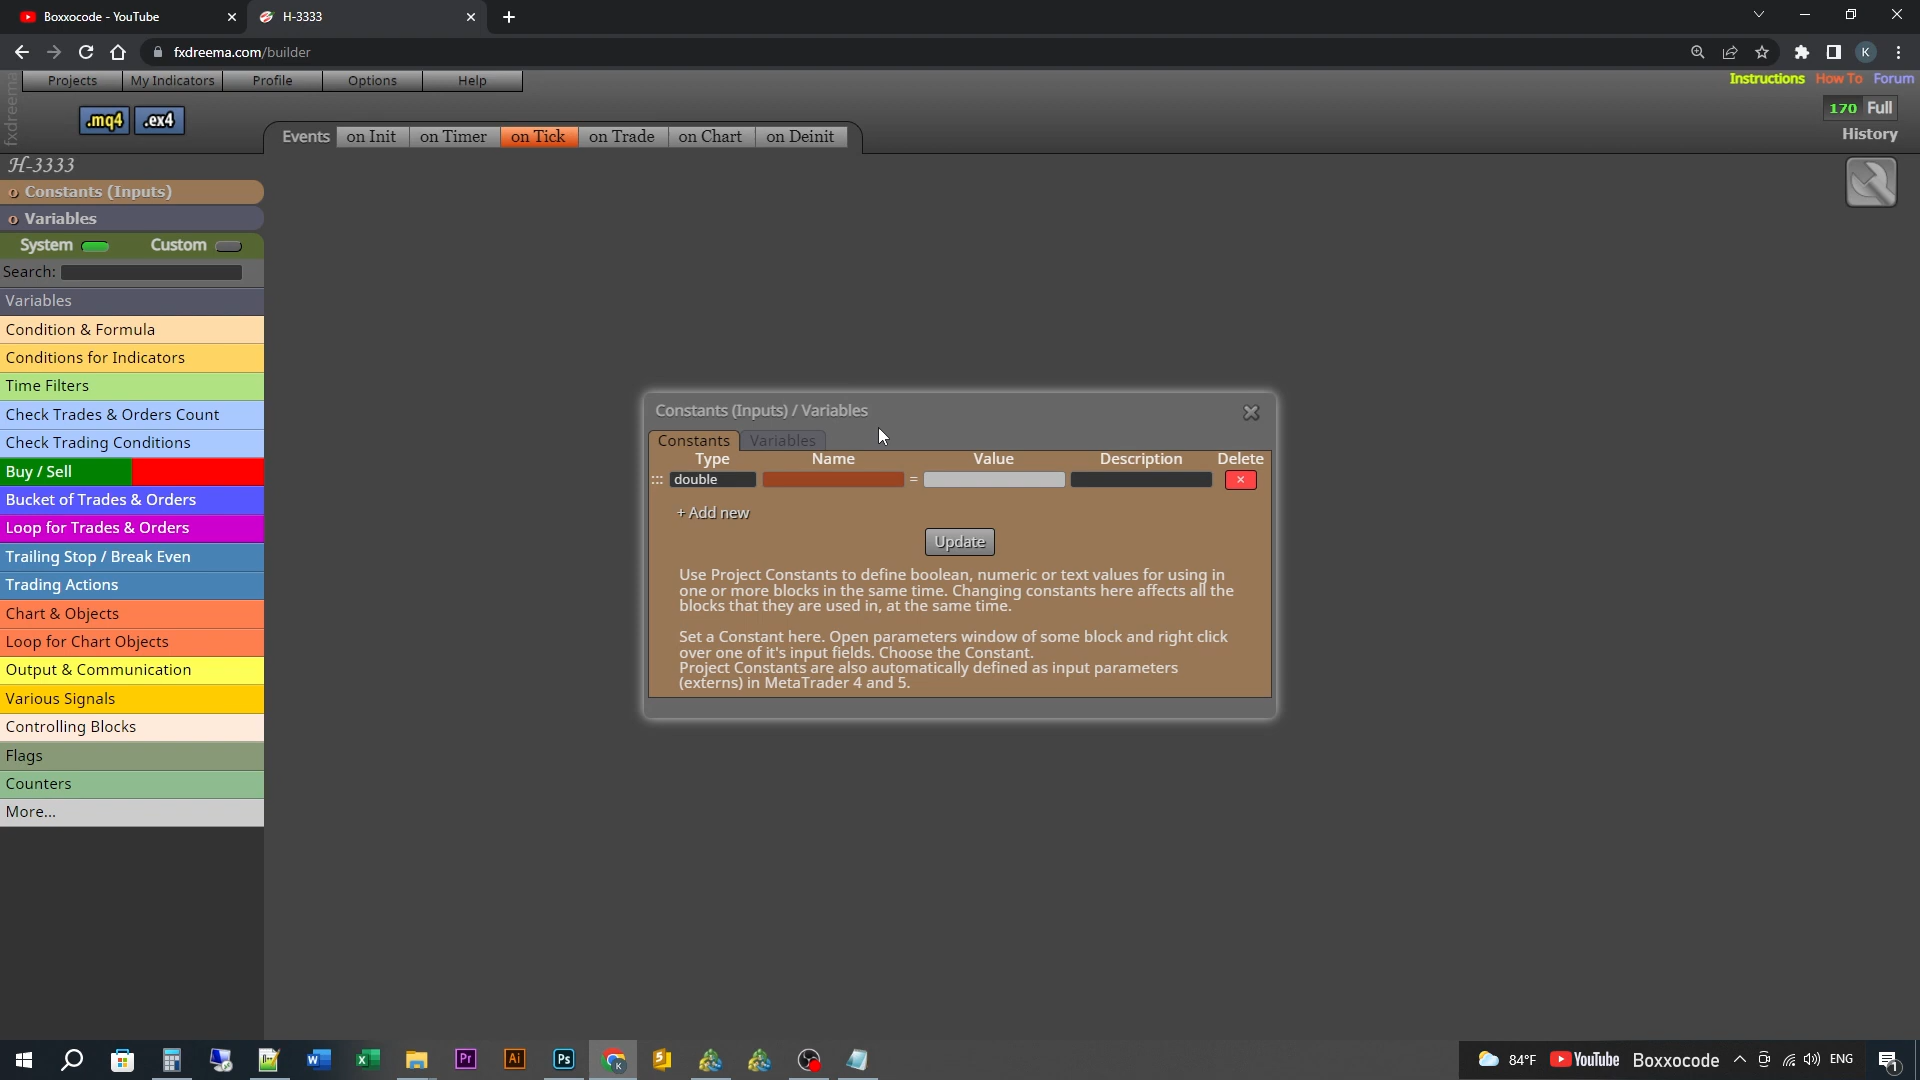 Boxxocode - YouTube
H-3333
fxdreema.com/builder
K
Projects
My Indicators
Profile
Options
Help
Instructions
How To
Forum
fxdreema
.mq4
.ex4
170 Full
History
Events
on Init
on Timer
on Tick
on Trade
on Chart
on Deinit
H-3333
Constants (Inputs)
Variables
System
Custom
Search:
Variables
Condition & Formula
Conditions for Indicators
Time Filters
Check Trades & Orders Count
Check Trading Conditions
Buy / Sell
Bucket of Trades & Orders
Loop for Trades & Orders
Trailing Stop / Break Even
Trading Actions
Chart & Objects
Loop for Chart Objects
Output & Communication
Various Signals
Controlling Blocks
Flags
Counters
More...
Constants (Inputs) / Variables
Constants
Variables
Type
Name
Value
Description
Delete
double
=
+ Add new
Update
Use Project Constants to define boolean, numeric or text values for using in
one or more blocks in the same time. Changing constants here affects all the
blocks that they are used in, at the same time.
Set a Constant here. Open parameters window of some block and right click
over one of it's input fields. Choose the Constant.
Project Constants are also automatically defined as input parameters
(externs) in MetaTrader 4 and 5.
Pr
Ai
Ps
K
5
84°F
YouTube
Boxxocode
ENG
1